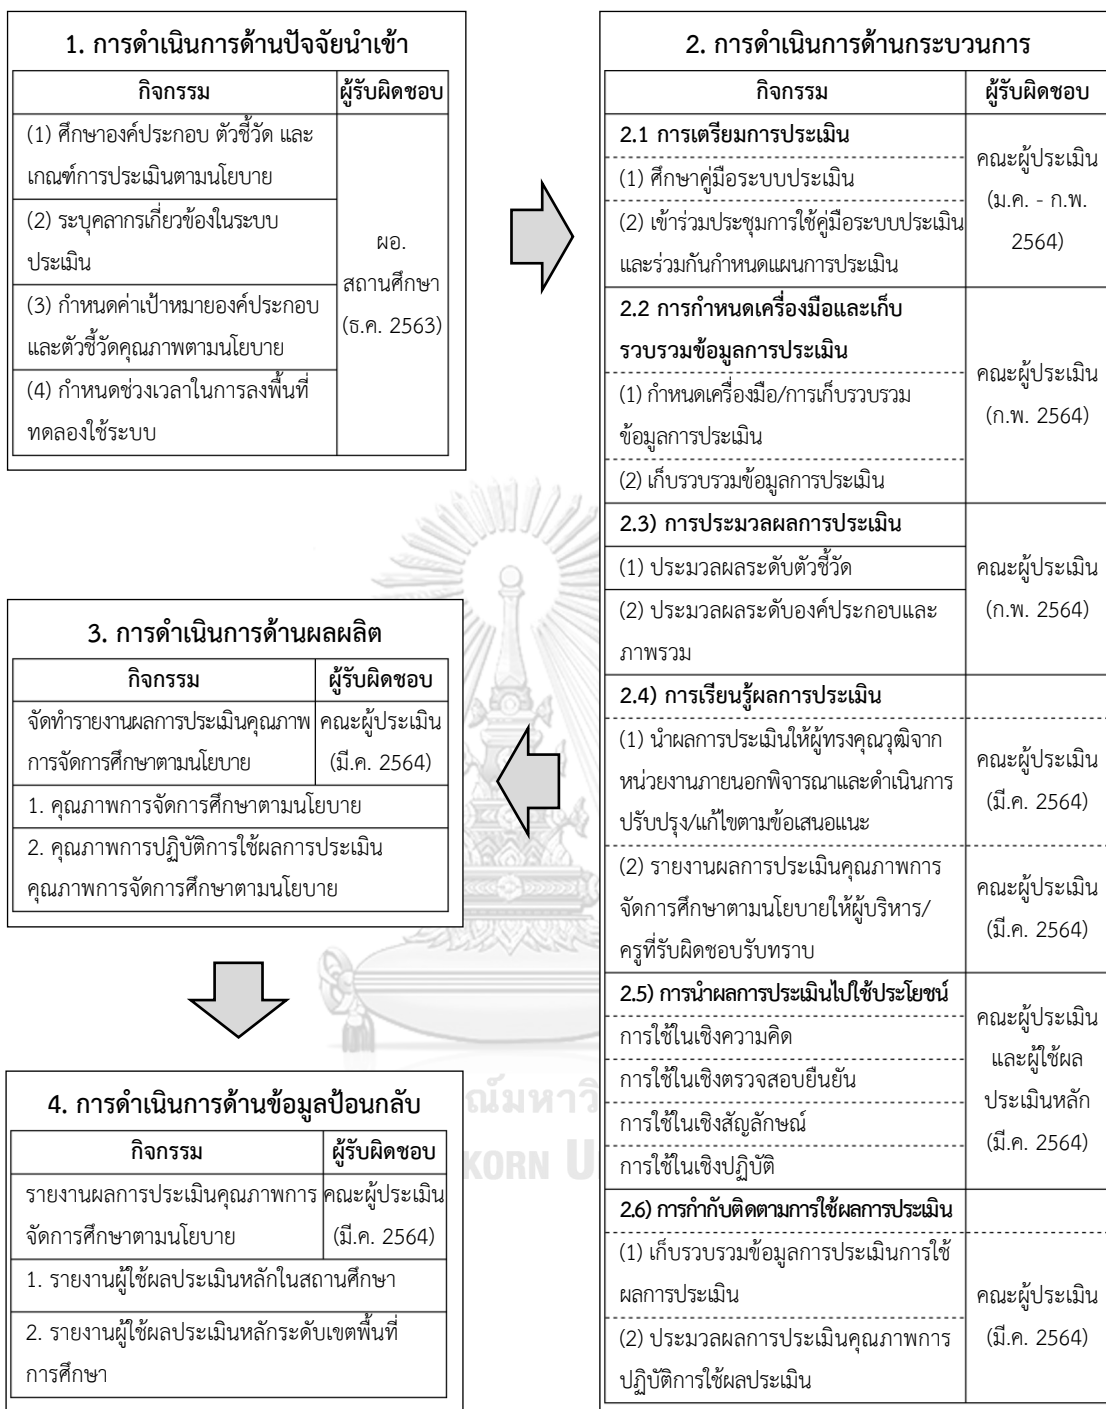 1. การดำเนินการด้านปัจจัยนำเข้า
กิจกรรม ผู้รับผิดชอบ
(1) ศึกษาองค์ประกอบ ตัวชี้วัด และ
เกณฑ์การประเมินตามนโยบาย
(2) ระบุคลากรเกี่ยวข้องในระบบ
ประเมิน
(3) กำหนดค่าเป้าหมายองค์ประกอบ
และตัวชี้วัดคุณภาพตามนโยบาย
(4) กำหนดช่วงเวลาในการลงพื้นที่
ทดลองใช้ระบบ
ผอ.
สถานศึกษา
(ธ.ค. 2563)
2. การดำเนินการด้านกระบวนการ
กิจกรรม ผู้รับผิดชอบ
2.1 การเตรียมการประเมิน
(1) ศึกษาคู่มือระบบประเมิน
(2) เข้าร่วมประชุมการใช้คู่มือระบบประเมิน
และร่วมกันกำหนดแผนการประเมิน
คณะผู้ประเมิน
(ม.ค. - ก.พ.
2564)
2.2 การกำหนดเครื่องมือและเก็บ
รวบรวมข้อมูลการประเมิน
(1) กำหนดเครื่องมือ/การเก็บรวบรวม
ข้อมูลการประเมิน
(2) เก็บรวบรวมข้อมูลการประเมิน
คณะผู้ประเมิน
(ก.พ. 2564)
2.3) การประมวลผลการประเมิน
(1) ประมวลผลระดับตัวชี้วัด
(2) ประมวลผลระดับองค์ประกอบและ
ภาพรวม
คณะผู้ประเมิน
(ก.พ. 2564)
2.4) การเรียนรู้ผลการประเมิน
(1) นำผลการประเมินให้ผู้ทรงคุณวุฒิจาก
หน่วยงานภายนอกพิจารณาและดำเนินการ
ปรับปรุง/แก้ไขตามข้อเสนอแนะ
คณะผู้ประเมิน
(มี.ค. 2564)
(2) รายงานผลการประเมินคุณภาพการ
จัดการศึกษาตามนโยบายให้ผู้บริหาร/
ครูที่รับผิดชอบรับทราบ
คณะผู้ประเมิน
(มี.ค. 2564)
2.5) การนำผลการประเมินไปใช้ประโยชน์
การใช้ในเชิงความคิด
การใช้ในเชิงตรวจสอบยืนยัน
การใช้ในเชิงสัญลักษณ์
การใช้ในเชิงปฏิบัติ
คณะผู้ประเมิน
และผู้ใช้ผล
ประเมินหลัก
(มี.ค. 2564)
2.6) การกำกับติดตามการใช้ผลการประเมิน
(1) เก็บรวบรวมข้อมูลการประเมินการใช้
ผลการประเมิน
(2) ประมวลผลการประเมินคุณภาพการ
ปฏิบัติการใช้ผลประเมิน
คณะผู้ประเมิน
(มี.ค. 2564)
3. การดำเนินการด้านผลผลิต
กิจกรรม ผู้รับผิดชอบ
จัดทำรายงานผลการประเมินคุณภาพ
การจัดการศึกษาตามนโยบาย
คณะผู้ประเมิน
(มี.ค. 2564)
1. คุณภาพการจัดการศึกษาตามนโยบาย
2. คุณภาพการปฏิบัติการใช้ผลการประเมิน
คุณภาพการจัดการศึกษาตามนโยบาย
4. การดำเนินการด้านข้อมูลป้อนกลับ
กิจกรรม ผู้รับผิดชอบ
รายงานผลการประเมินคุณภาพการ
จัดการศึกษาตามนโยบาย
คณะผู้ประเมิน
(มี.ค. 2564)
1. รายงานผู้ใช้ผลประเมินหลักในสถานศึกษา
2. รายงานผู้ใช้ผลประเมินหลักระดับเขตพื้นที่
การศึกษา
ณ์มหาวิ
KORN U